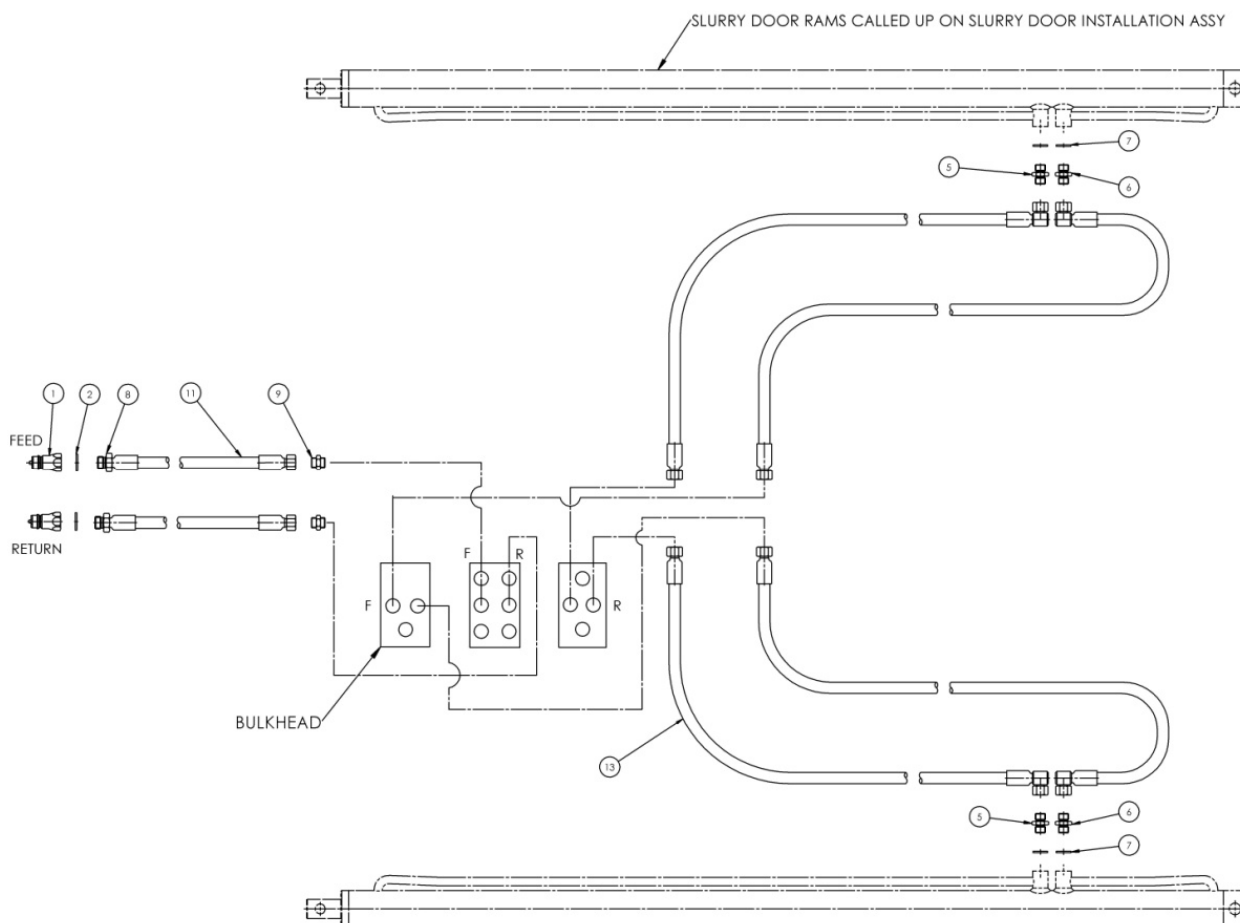 SLURRY DOOR RAMS CALLED UP ON SLURRY DOOR INSTALLATION ASSY
7
5
6
1
2
8
11
9
FEED
RETURN
F
R
F
R
BULKHEAD
13
5
6
7